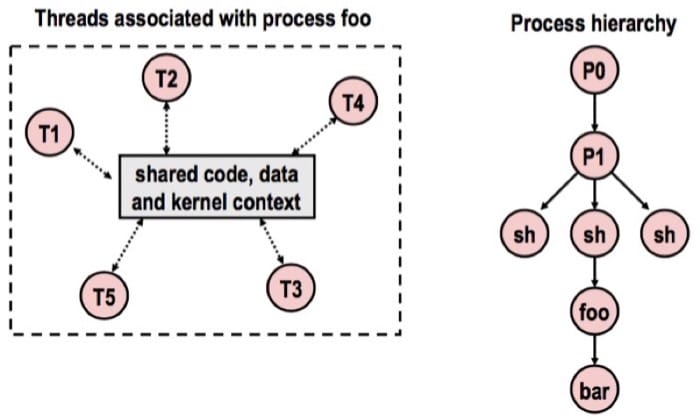 Threads associated with process foo
T2
T4
T1
shared code, data
and kernel context
T5
T3
Process hierarchy
P0
P1
sh
sh
sh
foo
bar